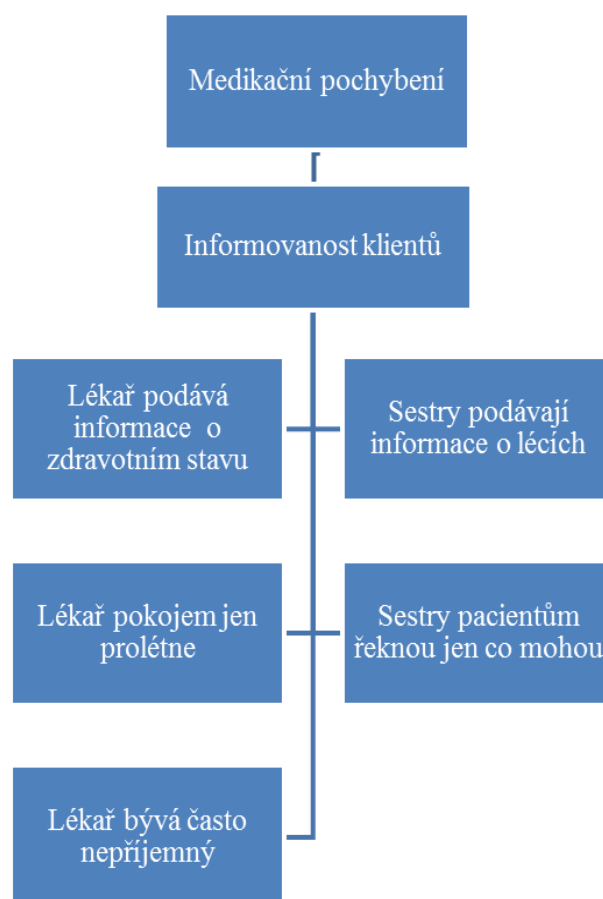 Medikační pochybení
Informovanost klientů
Lékař podává
informace o
zdravotním stavu
Sestry podávají
informace o lécích
Lékař pokojem jen
prolétne
Sestry pacientům
řeknou jen co mohou
Lékař bývá často
nepříjemný